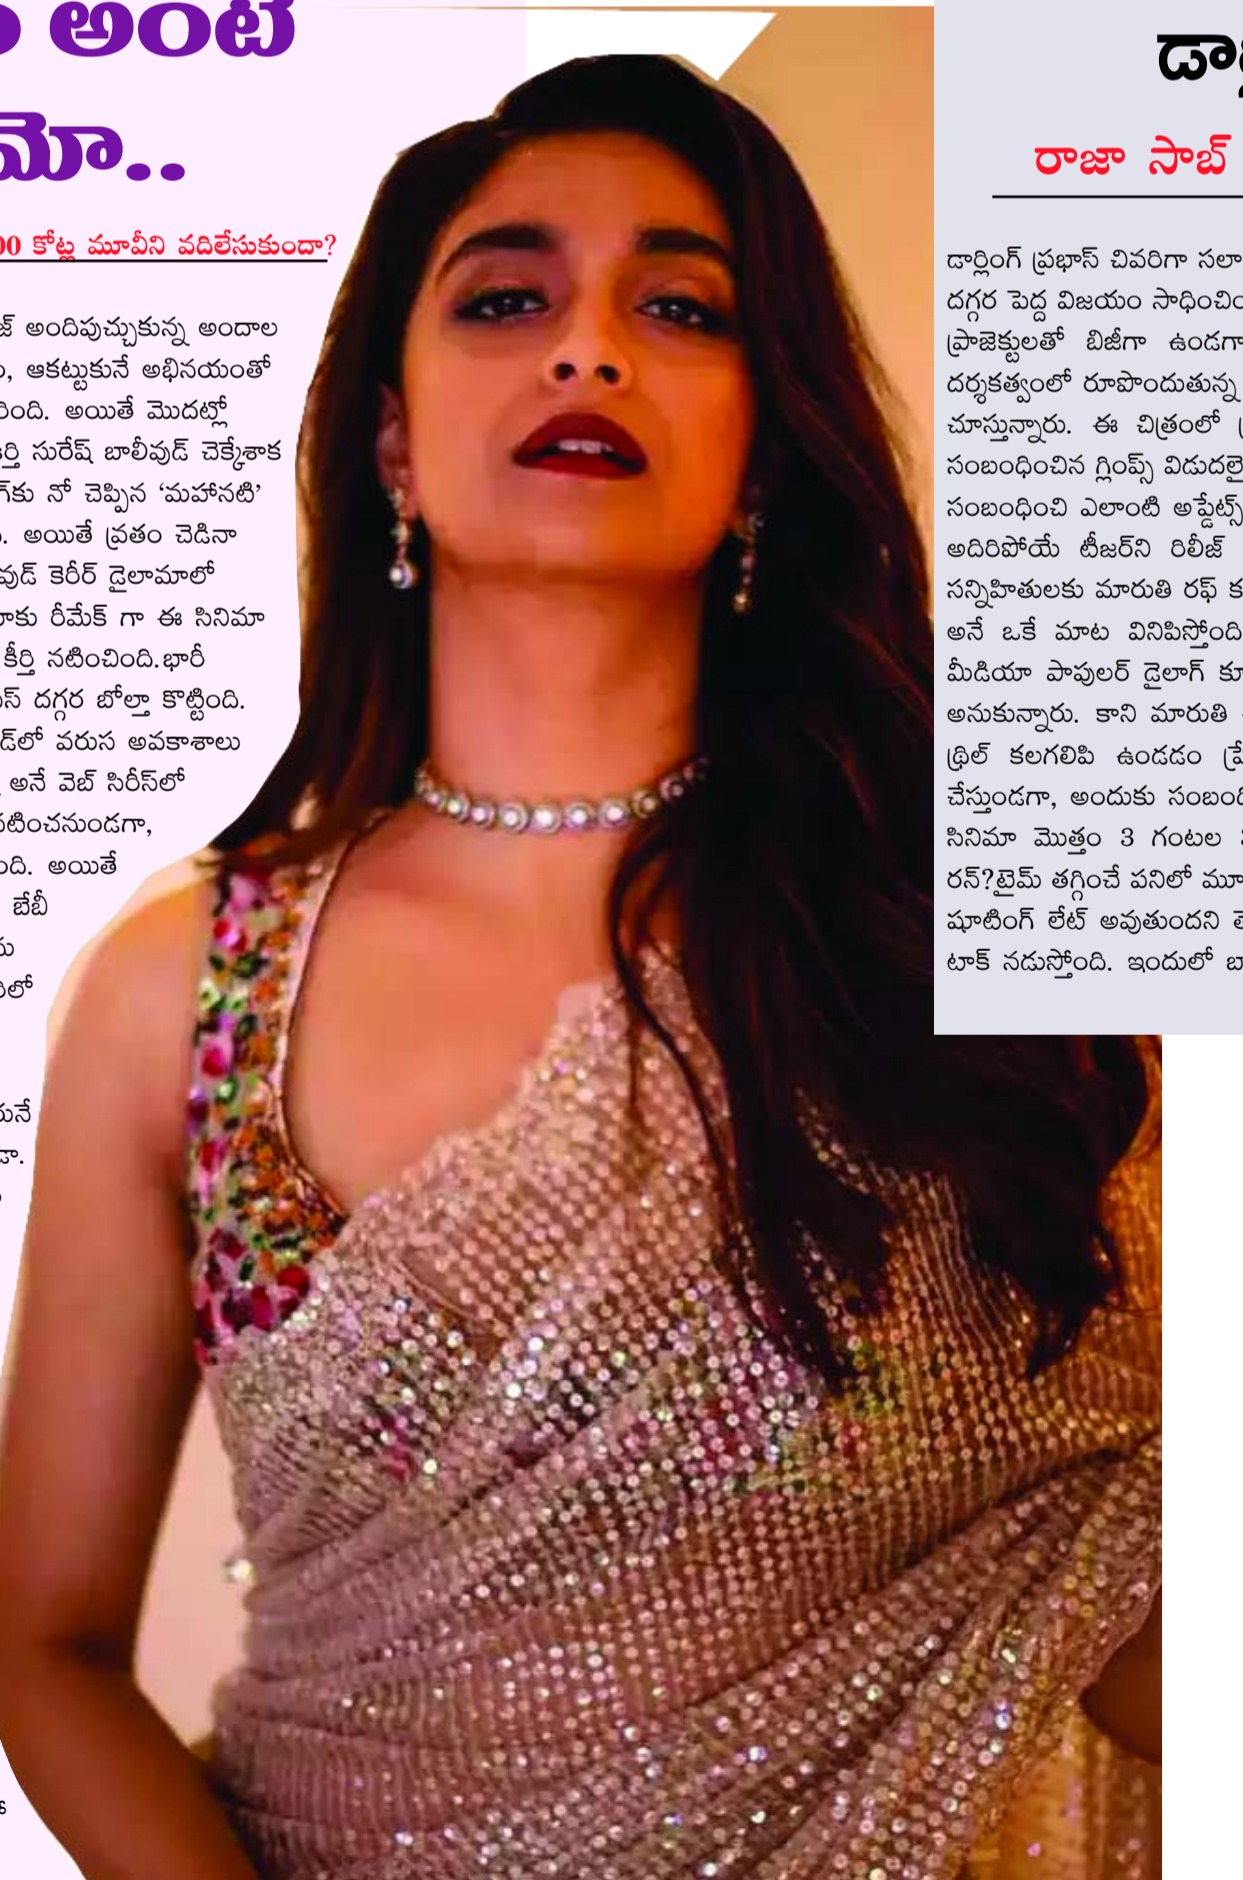 అంటే
మో..
00 కోట్ల మూవీని వదిలేసుకుందా?
అందిపుచ్చుకున్న అందాల
ఆకట్టుకునే అభినయంతో
అయితే మొదట్లో
సురేష్ బాలీవుడ్ చెక్కేశాక
నో చెప్పిన ‘మహానటి’
అయితే వ్రతం చెడినా
కెరీర్ డైలామాలో
రీమేక్ గా ఈ సినిమా
కీర్తి నటించింది.భారీ
దగ్గర బోల్తా కొట్టింది.
వరుస అవకాశాలు
అనే వెబ్ సిరీస్‌లో
నటించనుండగా,
అయితే
బేబీ
డార్లింగ్ ప్రభాస్ చివరిగా సలా
రాజా సాబ్
దగ్గర పెద్ద విజయం సాధించిం
ప్రాజెక్టులతో బిజీగా ఉండగా
దర్శకత్వంలో రూపొందుతున్న
చూస్తున్నారు. ఈ చిత్రంలో
సంబంధించిన గ్లింప్స్ విడుదలై
సంబంధించి ఎలాంటి అప్డేట్స్
అదిరిపోయే టీజర్‌ని రిలీజ్
సన్నిహితులకు మారుతి రఫ్ క
అనే ఒకే మాట వినిపిస్తోంది
మీడియా పాపులర్ డైలాగ్ కూ
అనుకున్నారు. కాని మారుతి
థ్రిల్ కలగలిపి ఉండడం ప్రే
చేస్తుండగా, అందుకు సంబంధి
సినిమా మొత్తం 3 గంటల
రన్?టైమ్ తగ్గించే పనిలో మూ
షూటింగ్ లేట్ అవుతుందని తె
టాక్ నడుస్తోంది. ఇందులో బా